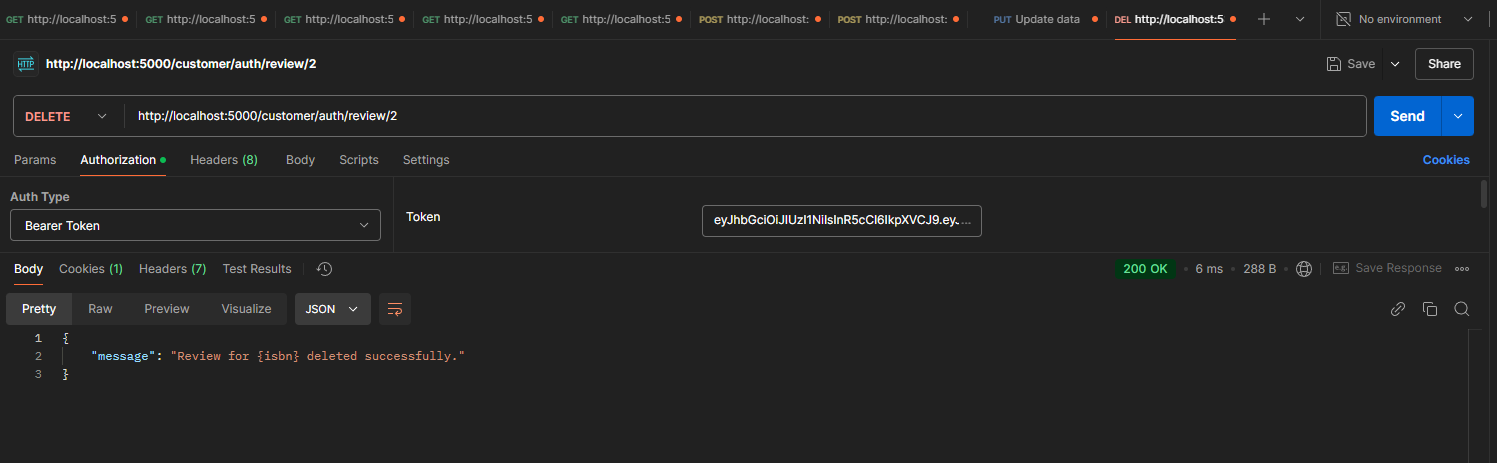 GET http://localhost:5 GET http://localhost:5 GET http://localhost:5 GET http://localhost:5 GET http://localhost:5 POST http://localhost: POST http://localhost: PUT Update data DEL http://localhost:5 No environment
HTTP http://localhost:5000/customer/auth/review/2 Save Share
DELETE http://localhost:5000/customer/auth/review/2 Send
Params Authorization Headers (8) Body Scripts Settings Cookies
Auth Type
Bearer Token
Token eyJhbGciOiJIUzI1NiIsInR5cCI6IkpXVCJ9.eyJ...
Body Cookies (1) Headers (7) Test Results 200 OK • 6 ms • 288 B e.g. Save Response
Pretty Raw Preview Visualize JSON
1 {
2 "message": "Review for {isbn} deleted successfully."
3 }